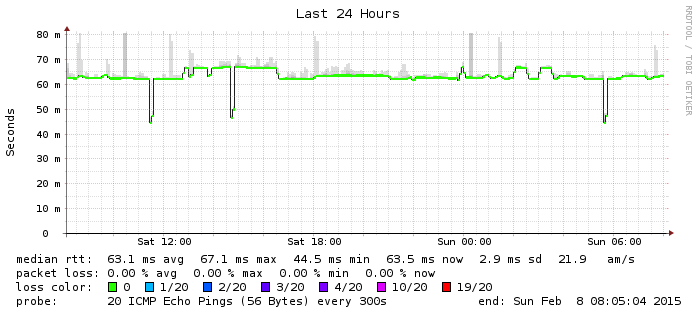 Last 24 Hours
RRDTOOL / TOBI OETIKER
Seconds
80 m
70 m
60 m
50 m
40 m
30 m
20 m
10 m
0
Sat 12:00 Sat 18:00 Sun 00:00 Sun 06:00
median rtt: 63.1 ms avg 67.1 ms max 44.5 ms min 63.5 ms now 2.9 ms sd 21.9 am/s
packet loss: 0.00 % avg 0.00 % max 0.00 % min 0.00 % now
loss color: 0 1/20 2/20 3/20 4/20 10/20 19/20
probe: 20 ICMP Echo Pings (56 Bytes) every 300s end: Sun Feb 8 08:05:04 2015